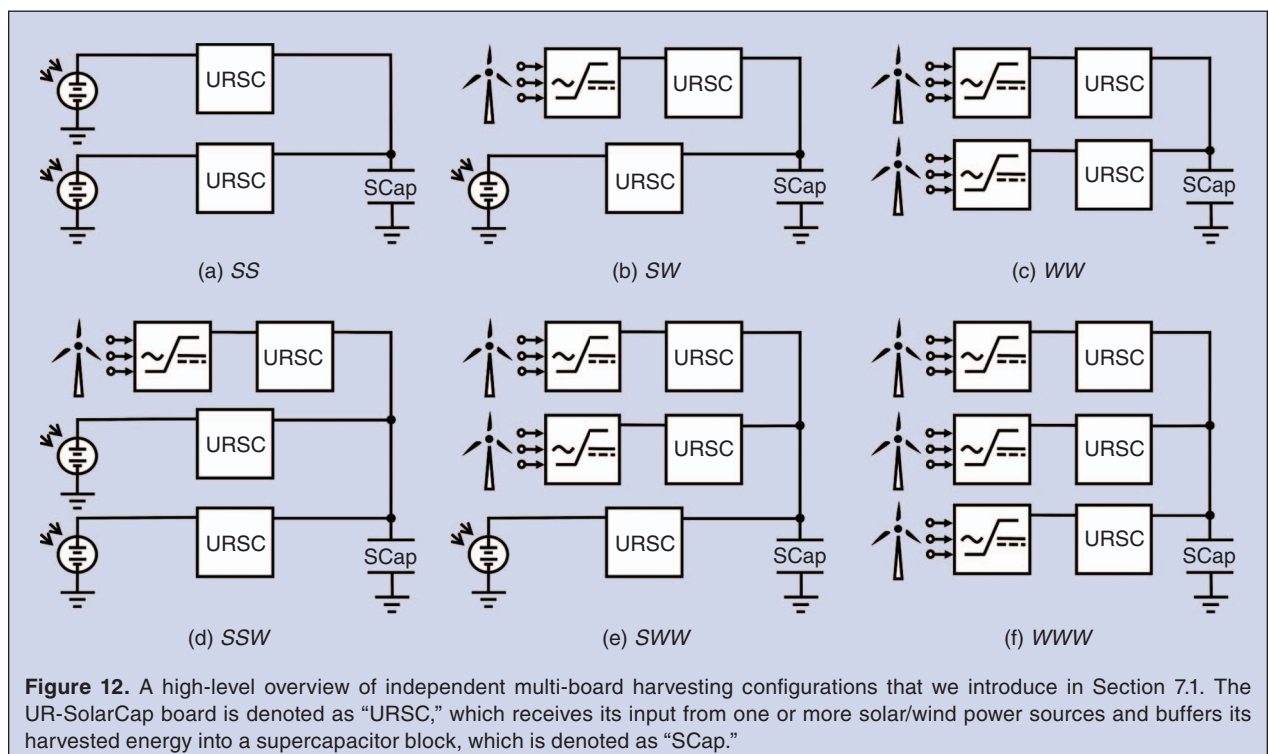 URSC
URSC
SCap
(a) SS
URSC
URSC
SCap
(b) SW
URSC
URSC
SCap
(c) WW
URSC
URSC
URSC
SCap
(d) SSW
URSC
URSC
URSC
SCap
(e) SWW
URSC
URSC
URSC
SCap
(f) WWW
Figure 12. A high-level overview of independent multi-board harvesting configurations that we introduce in Section 7.1. The
UR-SolarCap board is denoted as “URSC,” which receives its input from one or more solar/wind power sources and buffers its
harvested energy into a supercapacitor block, which is denoted as “SCap.”